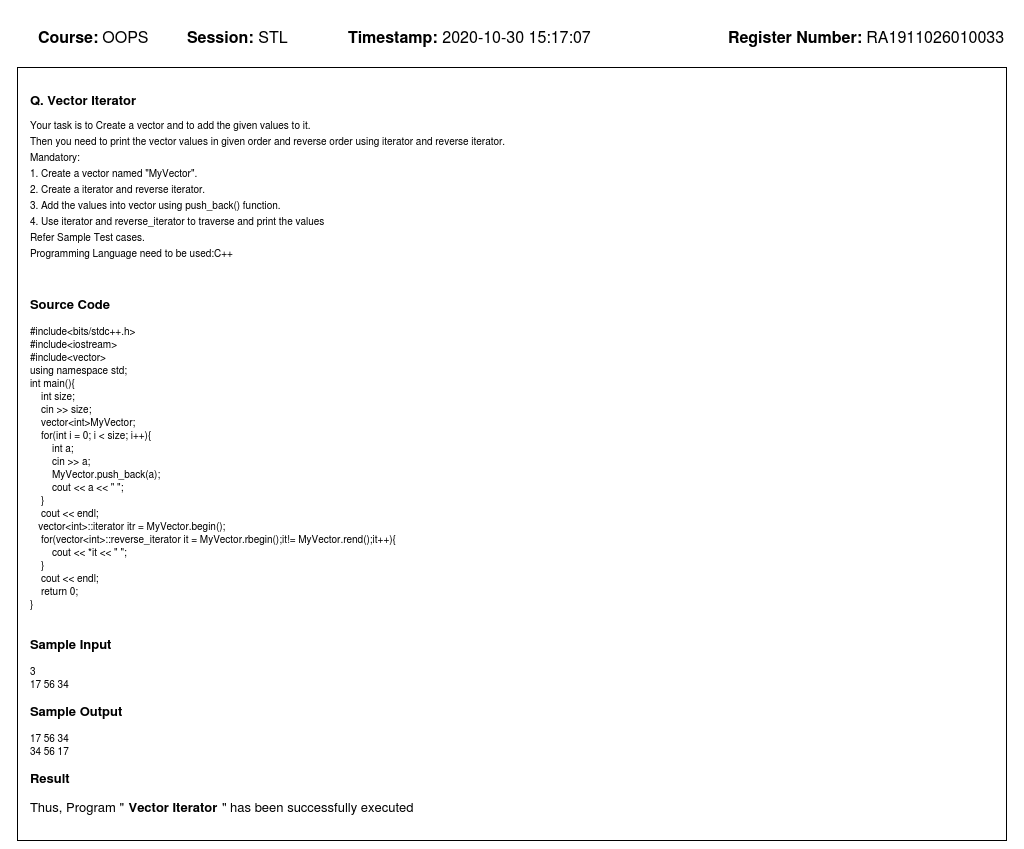 Course: OOPS Session: STL Timestamp: 2020-10-30 15:17:07 Register Number: RA1911026010033
Q. Vector Iterator
Your task is to Create a vector and to add the given values to it.
Then you need to print the vector values in given order and reverse order using iterator and reverse iterator.
Mandatory:
1. Create a vector named "MyVector".
2. Create a iterator and reverse iterator.
3. Add the values into vector using push_back() function.
4. Use iterator and reverse_iterator to traverse and print the values
Refer Sample Test cases.
Programming Language need to be used:C++
Source Code
#include<bits/stdc++.h>
#include<iostream>
#include<vector>
using namespace std;
int main(){
    int size;
    cin >> size;
    vector<int>MyVector;
    for(int i = 0; i < size; i++){
        int a;
        cin >> a;
        MyVector.push_back(a);
        cout << a << " ";
    }
    cout << endl;
   vector<int>::iterator itr = MyVector.begin();
    for(vector<int>::reverse_iterator it = MyVector.rbegin();it!= MyVector.rend();it++){
        cout << *it << " ";
    }
    cout << endl;
    return 0;
}
Sample Input
3
17 56 34
Sample Output
17 56 34
34 56 17
Result
Thus, Program " Vector Iterator " has been successfully executed